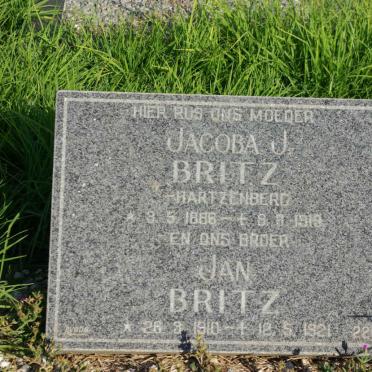 HIER RUS ONS MOEDER
JACOBA J.
BRITZ
HARTZENBERG
* 3.5.1886 - † 8.11.1918
EN ONS BROER
JAN
BRITZ
* 26.3.1910 - † 12.5.1921